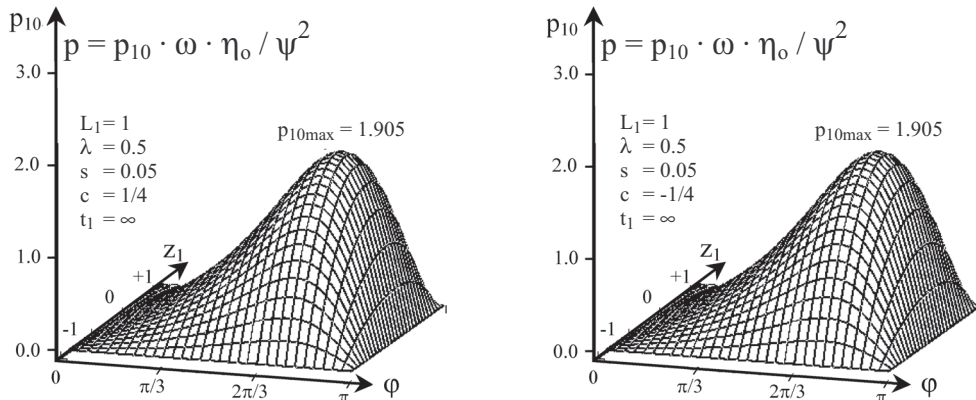 p10
p = p10 · ω · ηo / ψ²
3.0
L1= 1
λ = 0.5
s = 0.05
c = 1/4
t1 = ∞
p10max = 1.905
2.0
1.0
z1
+1
0
-1
0.0
0
π/3
2π/3
π
φ
p10
p = p10 · ω · ηo / ψ²
3.0
L1= 1
λ = 0.5
s = 0.05
c = -1/4
t1 = ∞
p10max = 1.905
2.0
1.0
z1
+1
0
-1
0.0
0
π/3
2π/3
π
φ